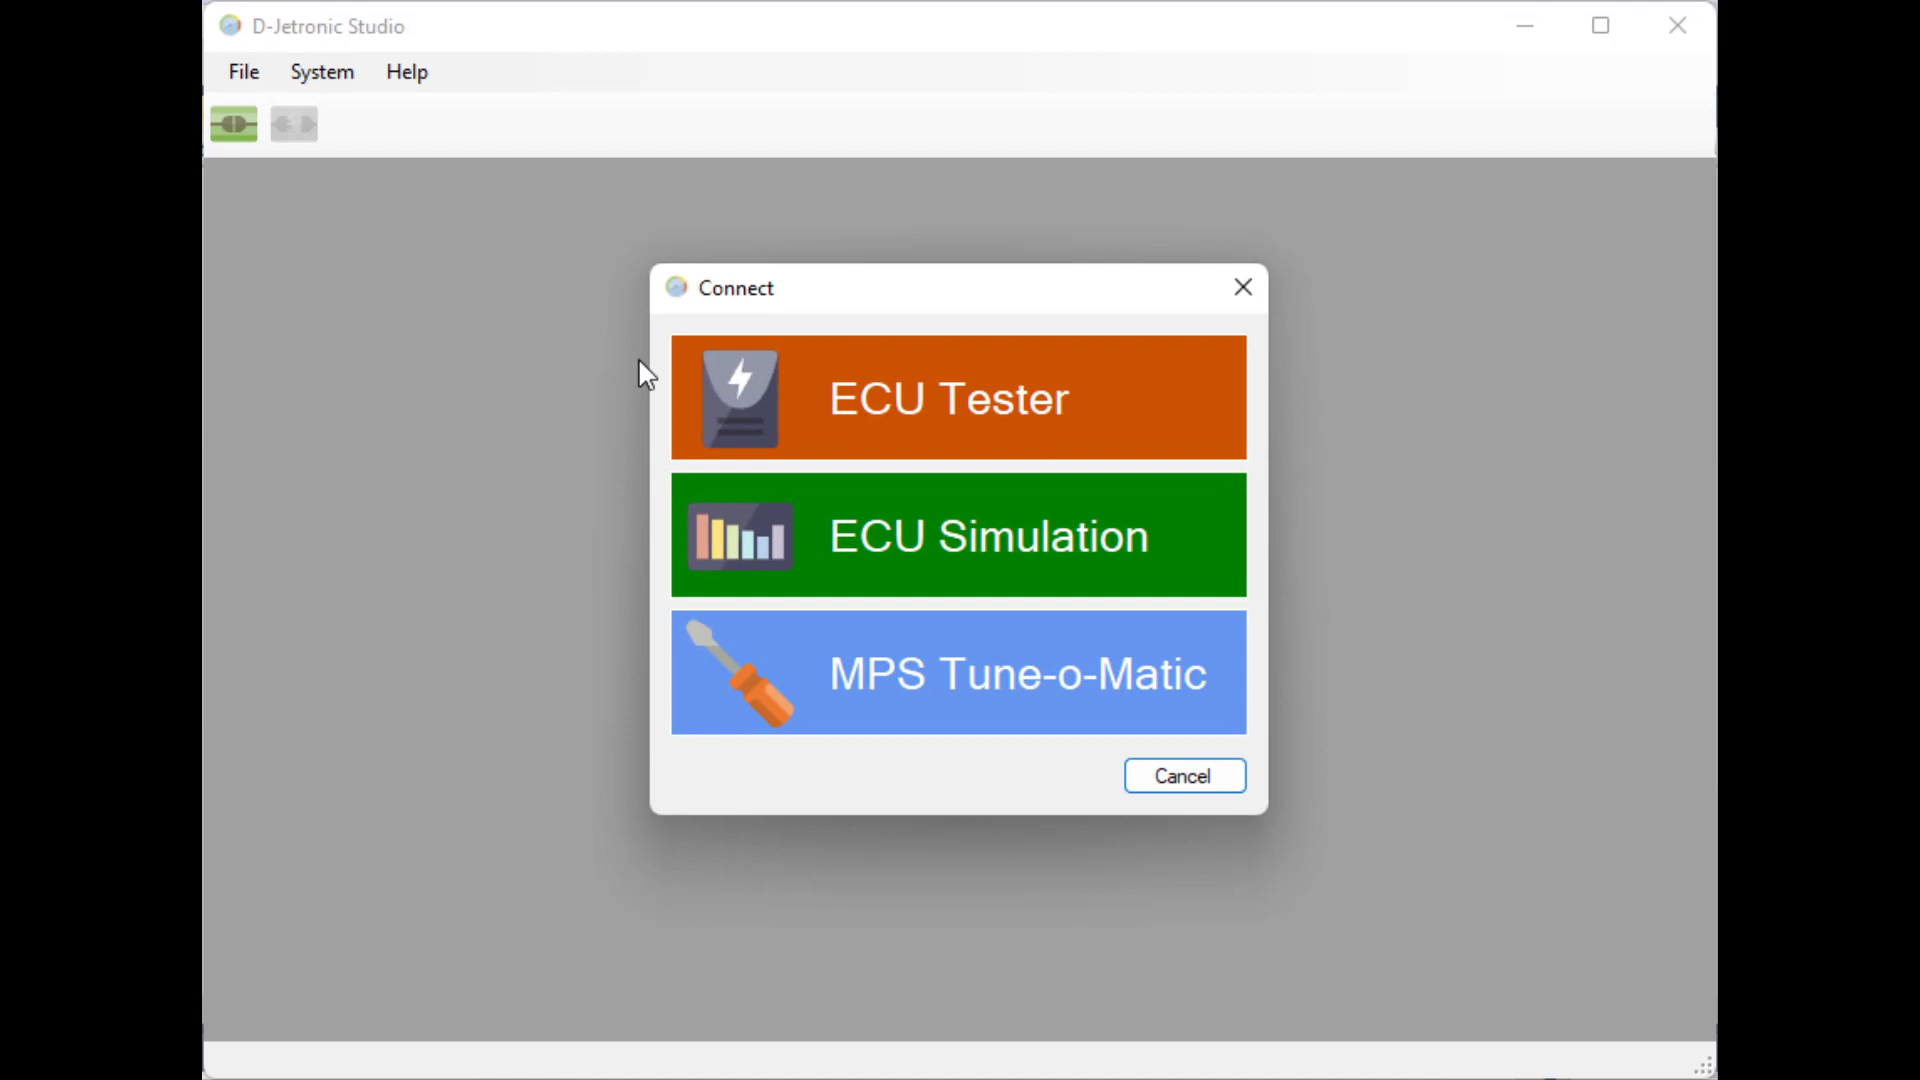 D-Jetronic Studio
File System Help
Connect
ECU Tester
ECU Simulation
MPS Tune-o-Matic
Cancel